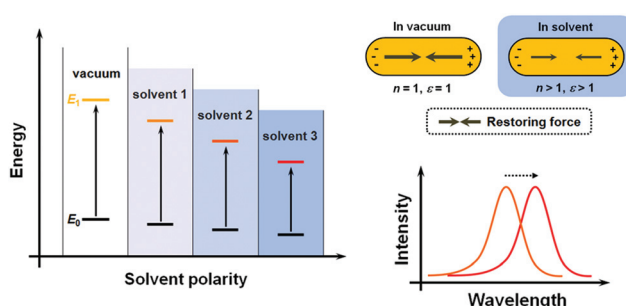 Energy
vacuum
E₁
E₀
solvent 1
solvent 2
solvent 3
Solvent polarity
In vacuum
- - -
+ + +
n = 1, ε = 1
In solvent
- - -
+ + +
n > 1, ε > 1
Restoring force
Intensity
Wavelength